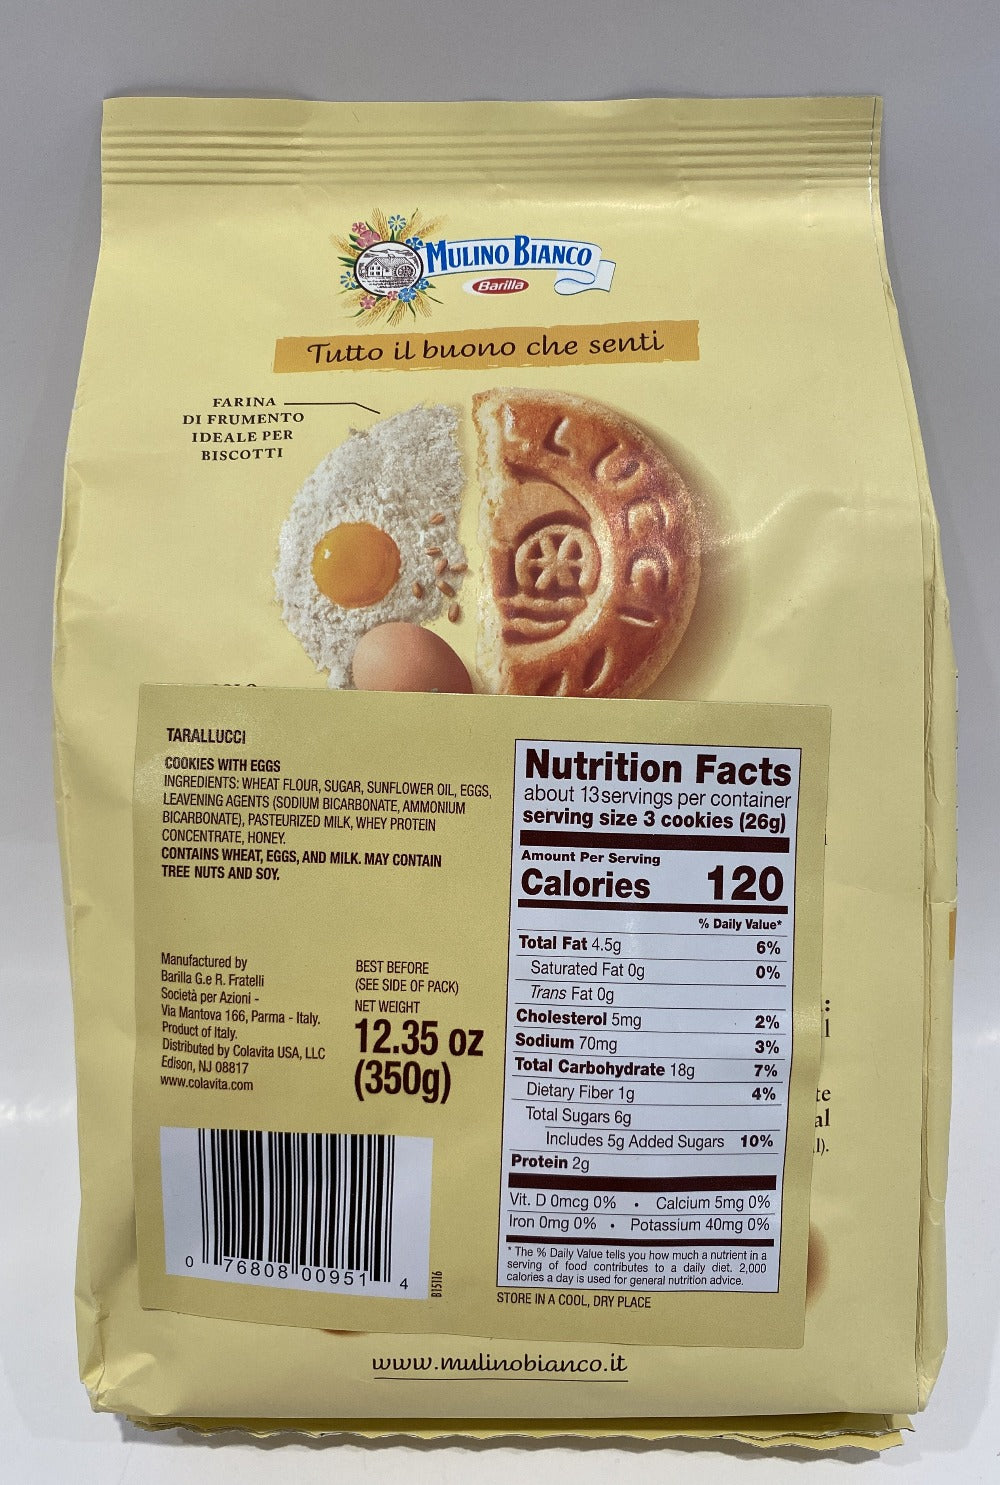 MULINO BIANCO
Barilla
Tutto il buono che senti
FARINA
DI FRUMENTO
IDEALE PER
BISCOTTI
LLUCCI
TARALLUCCI
COOKIES WITH EGGS
INGREDIENTS: WHEAT FLOUR, SUGAR, SUNFLOWER OIL, EGGS,
LEAVENING AGENTS (SODIUM BICARBONATE, AMMONIUM
BICARBONATE), PASTEURIZED MILK, WHEY PROTEIN
CONCENTRATE, HONEY.
CONTAINS WHEAT, EGGS, AND MILK. MAY CONTAIN
TREE NUTS AND SOY.
Manufactured by
Barilla G.e R. Fratelli
Società per Azioni -
Via Mantova 166, Parma - Italy.
Product of Italy.
Distributed by Colavita USA, LLC
Edison, NJ 08817
www.colavita.com
BEST BEFORE
(SEE SIDE OF PACK)
NET WEIGHT
12.35 oz
(350g)
0 76808 00951 4
B15116
Nutrition Facts
about 13servings per container
serving size 3 cookies (26g)
Amount Per Serving
Calories 120
% Daily Value*
Total Fat 4.5g 6%
Saturated Fat 0g 0%
Trans Fat 0g
Cholesterol 5mg 2%
Sodium 70mg 3%
Total Carbohydrate 18g 7%
Dietary Fiber 1g 4%
Total Sugars 6g
Includes 5g Added Sugars 10%
Protein 2g
Vit. D 0mcg 0% • Calcium 5mg 0%
Iron 0mg 0% • Potassium 40mg 0%
* The % Daily Value tells you how much a nutrient in a
serving of food contributes to a daily diet. 2,000
calories a day is used for general nutrition advice.
STORE IN A COOL, DRY PLACE
www.mulinobianco.it